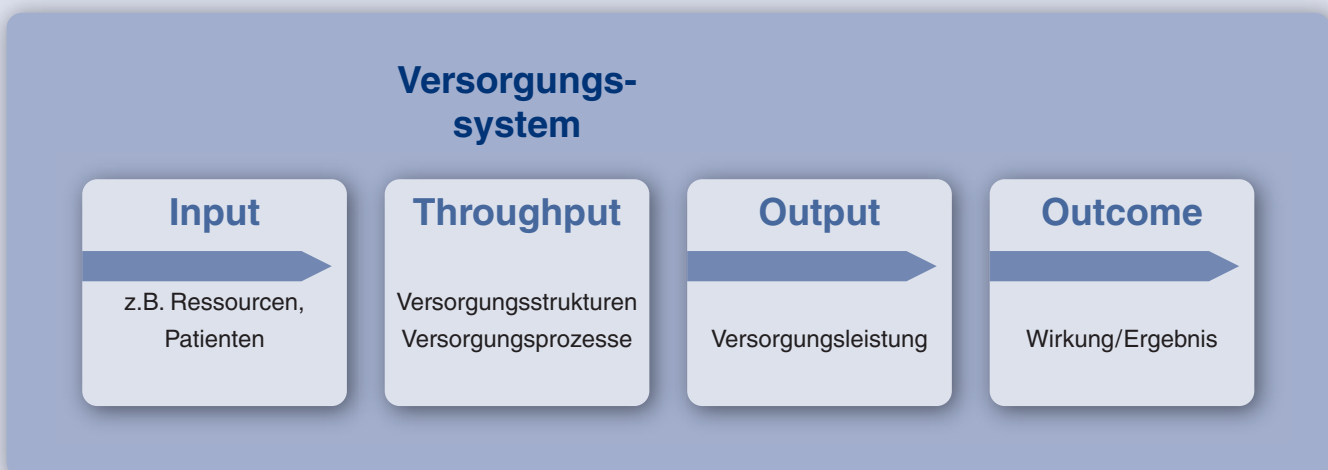 Versorgungs-
system
Input
z.B. Ressourcen,
Patienten
Throughput
Versorgungsstrukturen
Versorgungsprozesse
Output
Versorgungsleistung
Outcome
Wirkung/Ergebnis